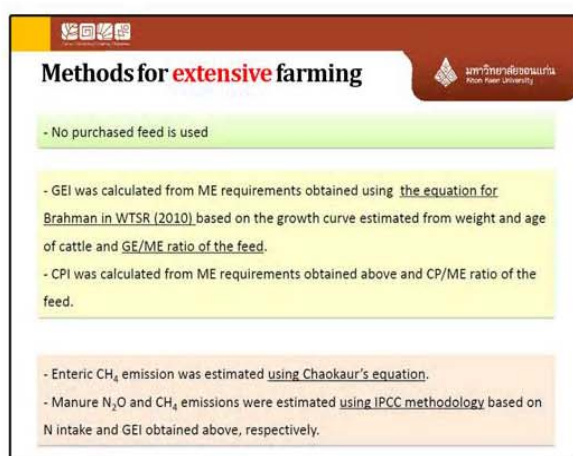 Methods for extensive farming
มหาวิทยาลัยขอนแก่น
Khon Kaen University
- No purchased feed is used
- GEI was calculated from ME requirements obtained using the equation for
Brahman in WTSR (2010) based on the growth curve estimated from weight and age
of cattle and GE/ME ratio of the feed.
- CPI was calculated from ME requirements obtained above and CP/ME ratio of the
feed.
- Enteric CH₄ emission was estimated using Chaokaur's equation.
- Manure N₂O and CH₄ emissions were estimated using IPCC methodology based on
N intake and GEI obtained above, respectively.